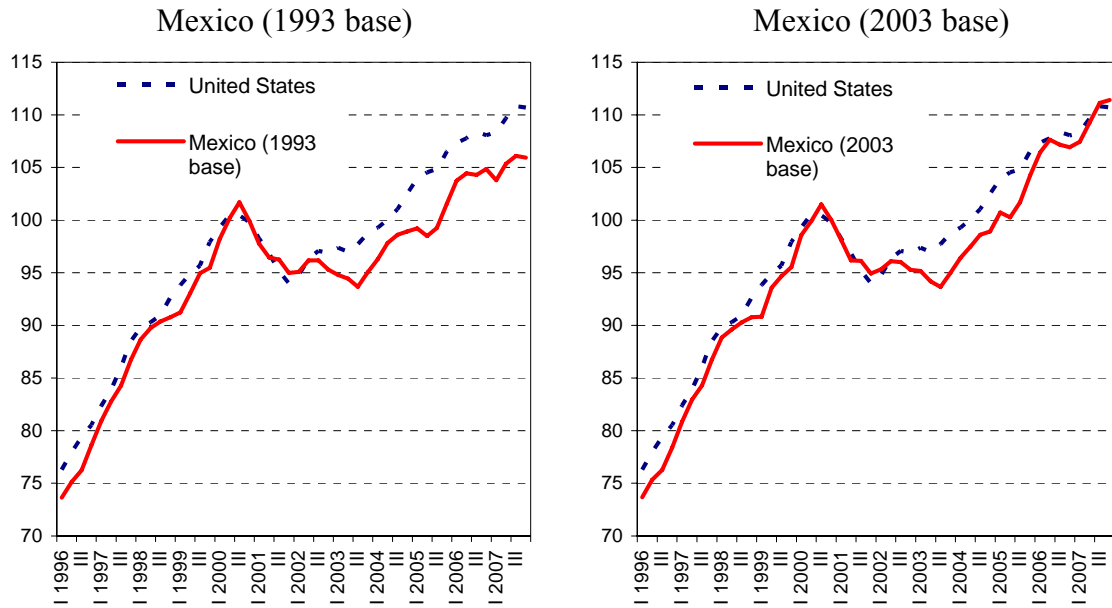 Mexico (1993 base)
115
110
105
100
95
90
85
80
75
70
United States
Mexico (1993
base)
I 1996
III
I 1997
III
I 1998
III
I 1999
III
I 2000
III
I 2001
III
I 2002
III
I 2003
III
I 2004
III
I 2005
III
I 2006
III
I 2007
III
Mexico (2003 base)
115
110
105
100
95
90
85
80
75
70
United States
Mexico (2003
base)
I 1996
III
I 1997
III
I 1998
III
I 1999
III
I 2000
III
I 2001
III
I 2002
III
I 2003
III
I 2004
III
I 2005
III
I 2006
III
I 2007
III